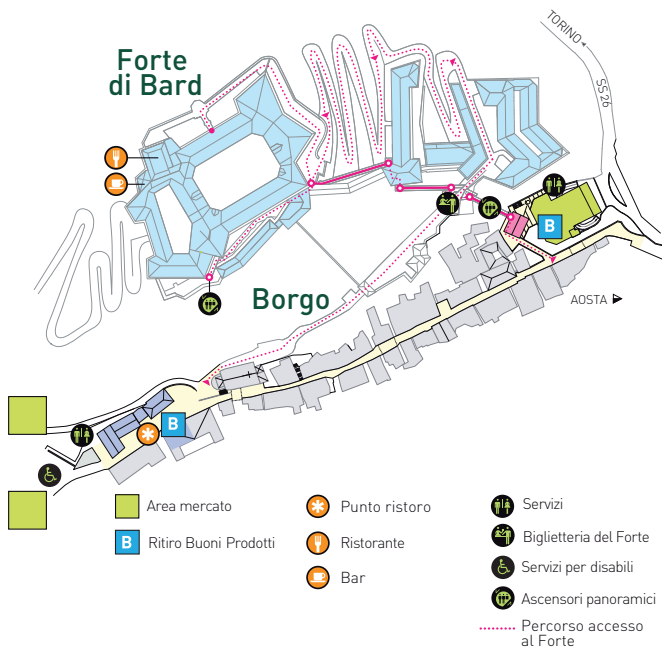 TORINO
SS26
Forte
di Bard
B
Borgo
AOSTA
B
Area mercato
B Ritiro Buoni Prodotti
Punto ristoro
Ristorante
Bar
Servizi
Biglietteria del Forte
Servizi per disabili
Ascensori panoramici
Percorso accesso
al Forte